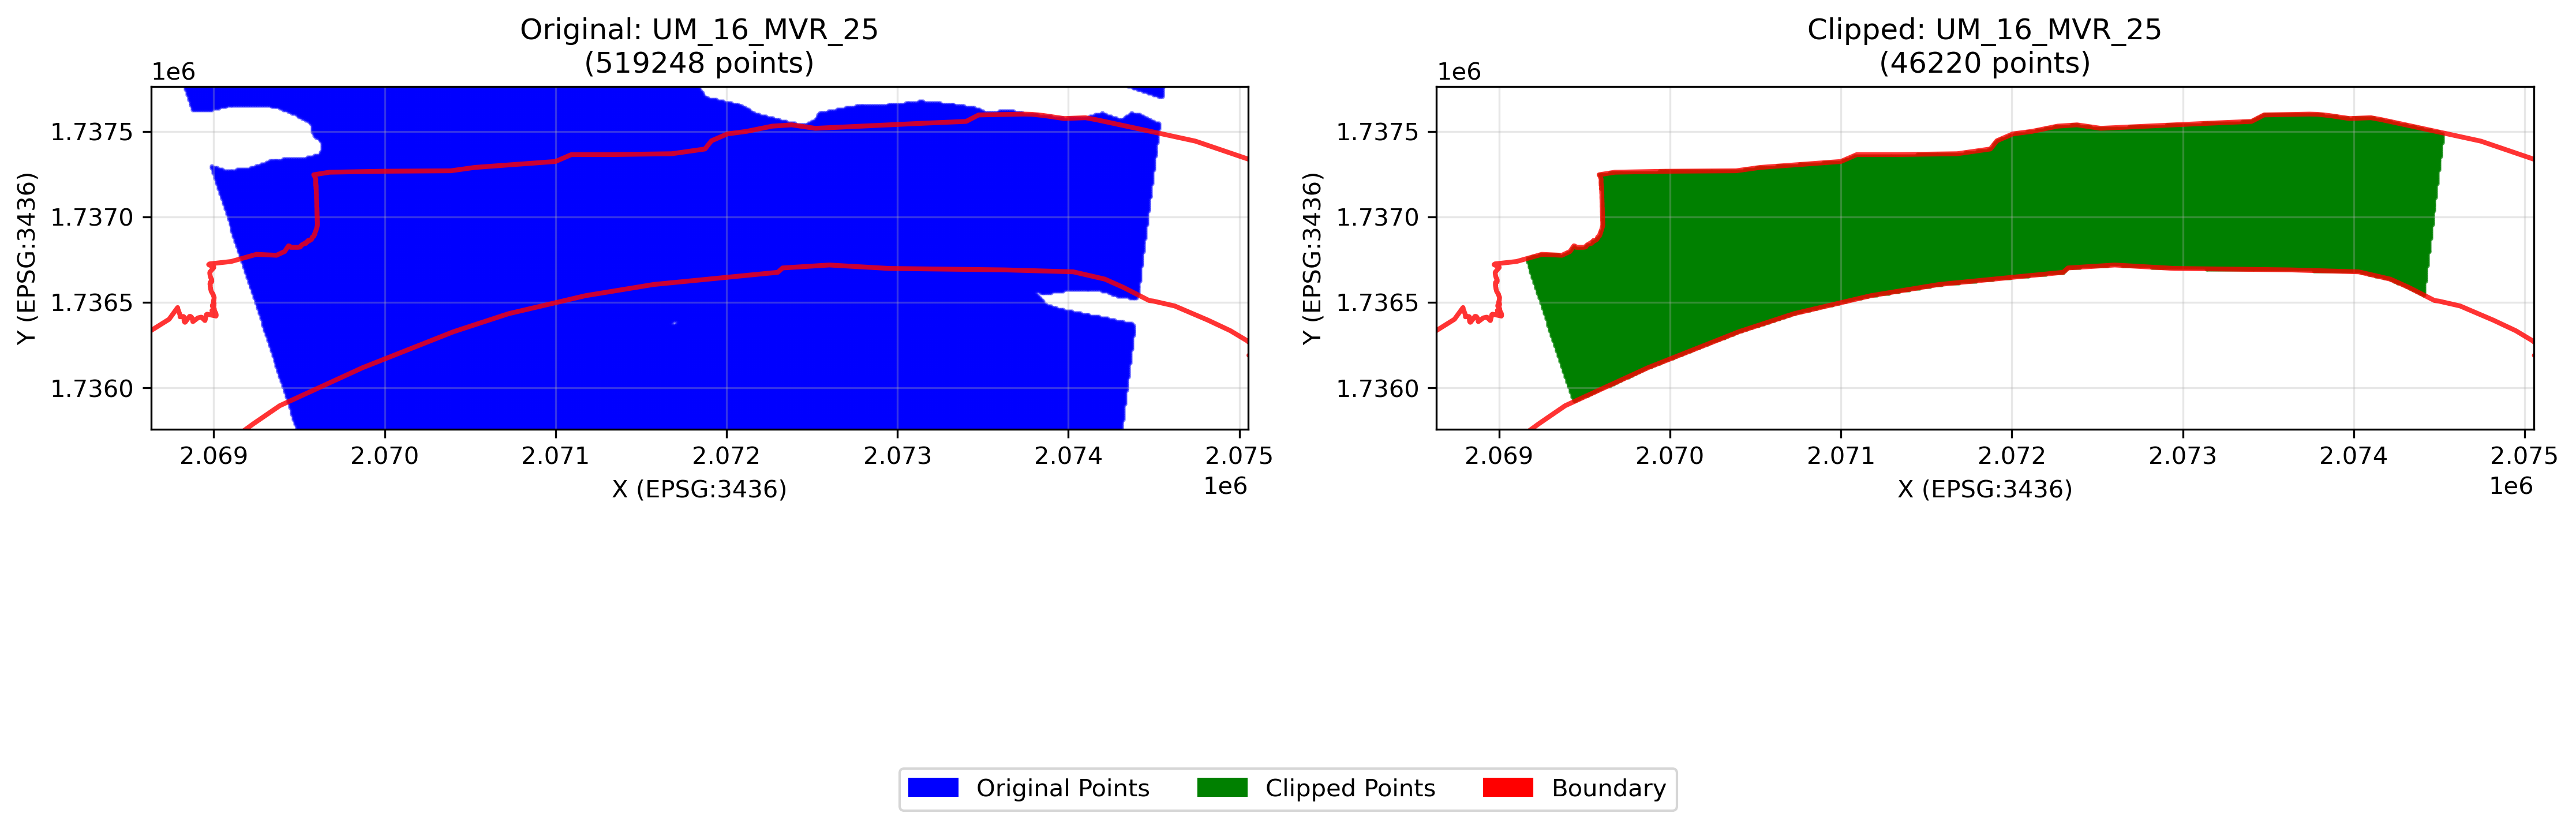 Original: UM_16_MVR_25
(519248 points)
1e6
1.7375
1.7370
1.7365
1.7360
Y (EPSG:3436)
2.069 2.070 2.071 2.072 2.073 2.074 2.075
X (EPSG:3436)
1e6
Clipped: UM_16_MVR_25
(46220 points)
1e6
1.7375
1.7370
1.7365
1.7360
Y (EPSG:3436)
2.069 2.070 2.071 2.072 2.073 2.074 2.075
X (EPSG:3436)
1e6
Original Points Clipped Points Boundary